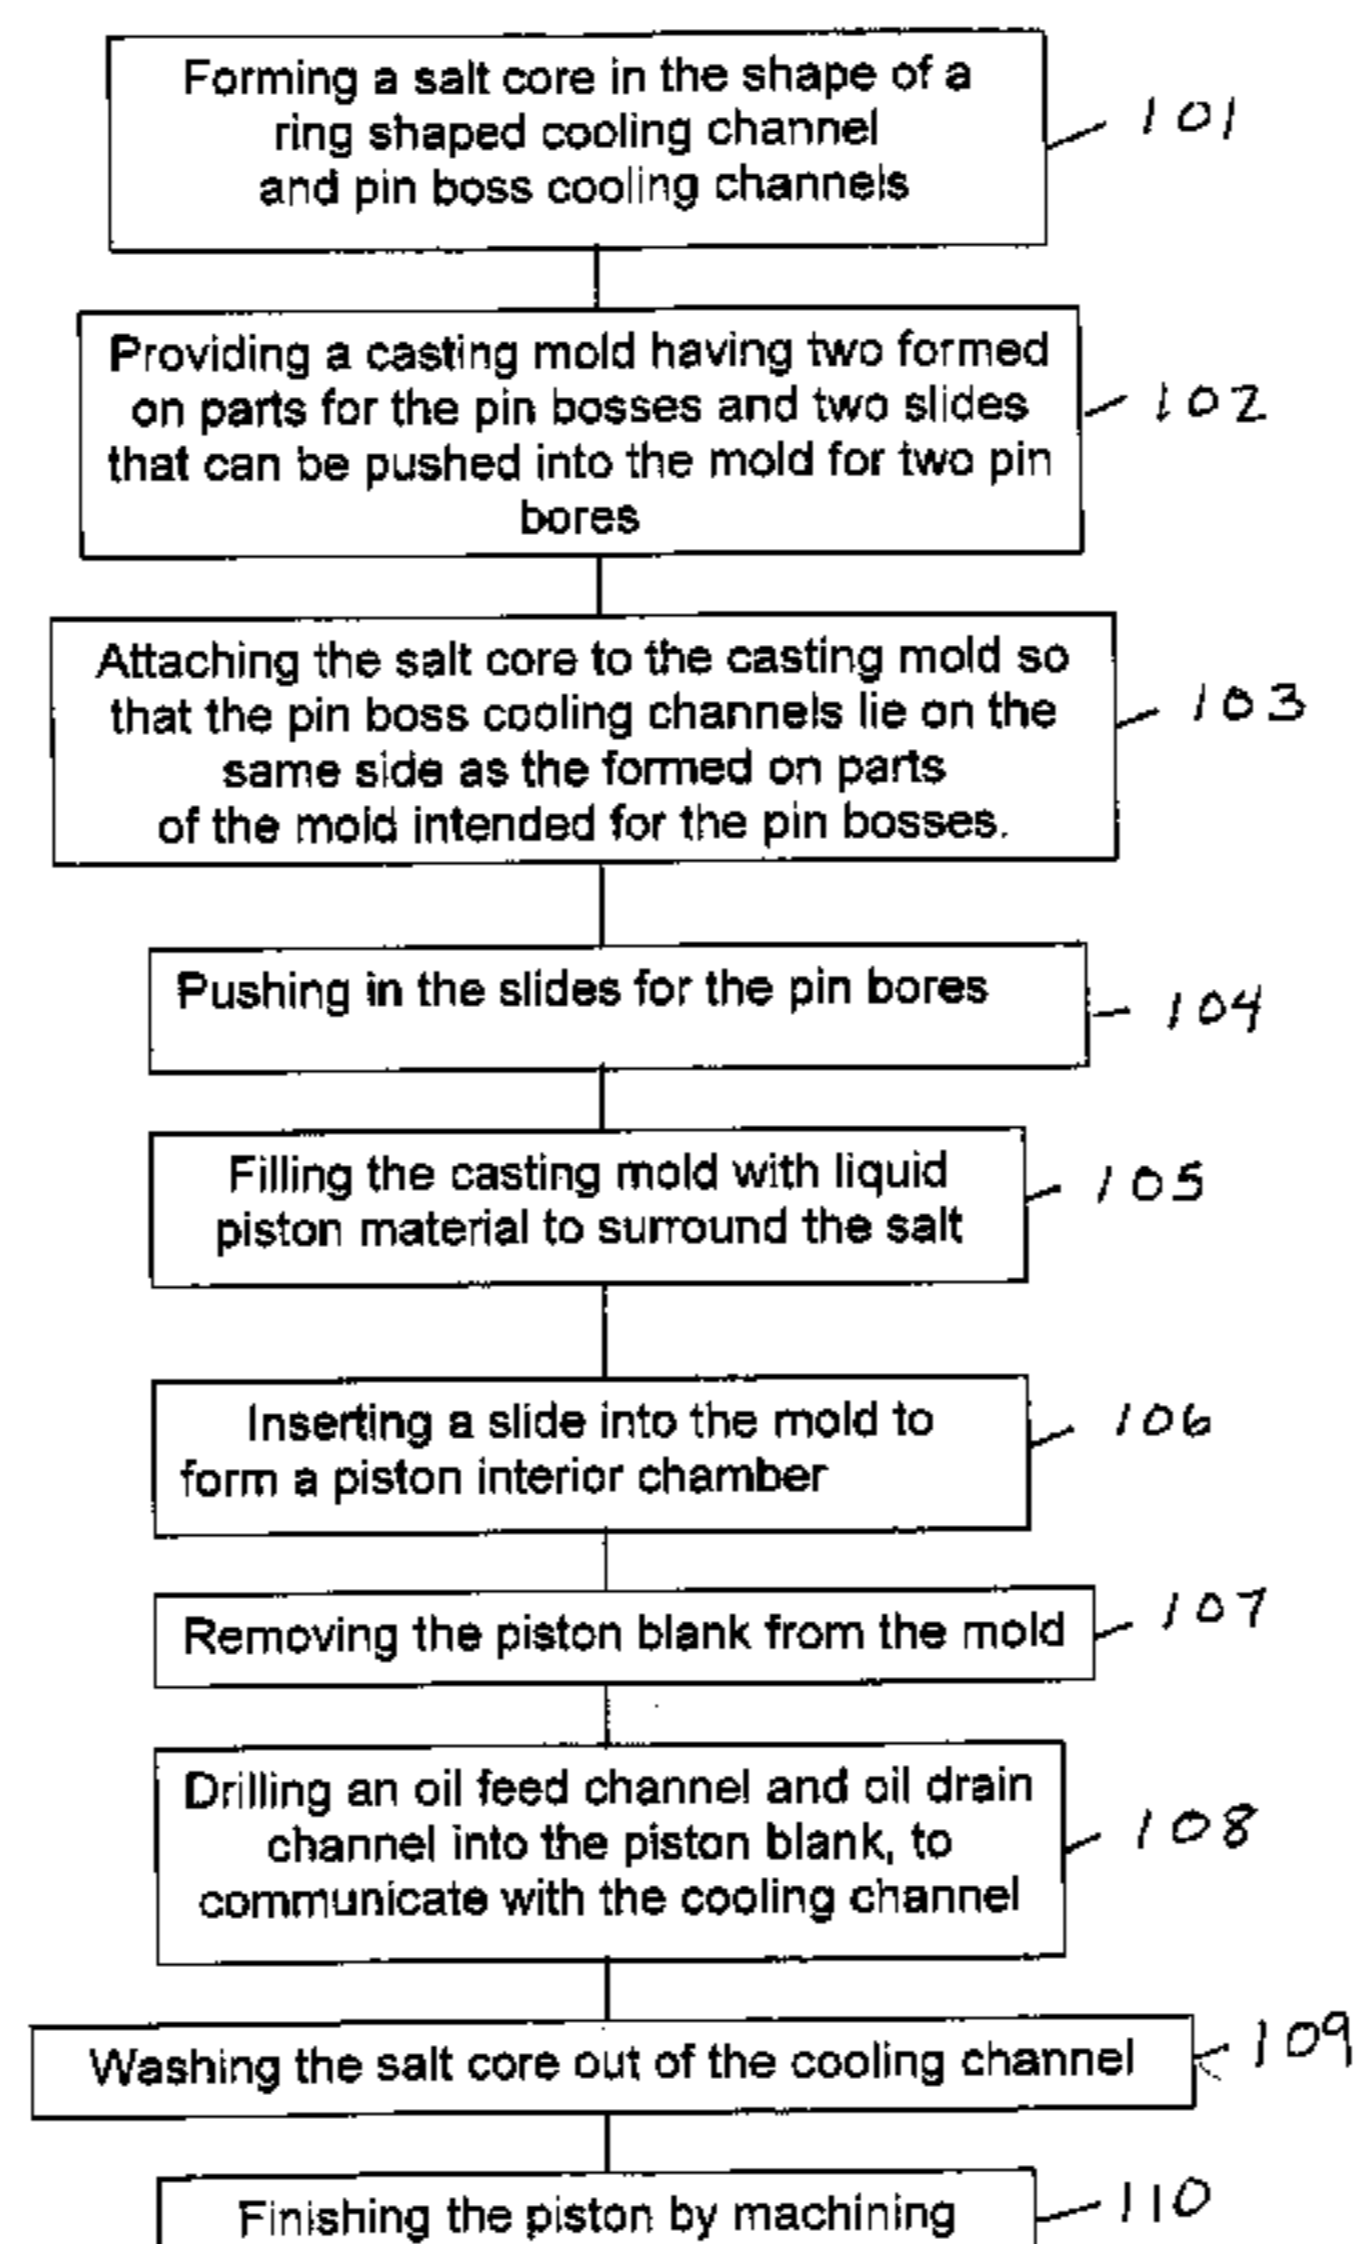 Forming a salt core in the shape of a
ring shaped cooling channel
and pin boss cooling channels
101
Providing a casting mold having two formed
on parts for the pin bosses and two slides
that can be pushed into the mold for two pin
bores
102
Attaching the salt core to the casting mold so
that the pin boss cooling channels lie on the
same side as the formed on parts
of the mold intended for the pin bosses.
103
Pushing in the slides for the pin bores
104
Filling the casting mold with liquid
piston material to surround the salt
105
Inserting a slide into the mold to
form a piston interior chamber
106
Removing the piston blank from the mold
107
Drilling an oil feed channel and oil drain
channel into the piston blank, to
communicate with the cooling channel
108
Washing the salt core out of the cooling channel
109
Finishing the piston by machining
110